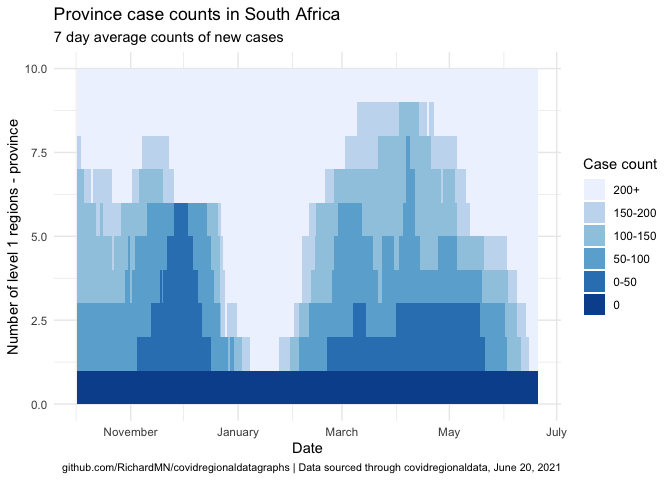 Province case counts in South Africa
7 day average counts of new cases
Number of level 1 regions - province
10.0
7.5
5.0
2.5
0.0
November
January
March
May
July
Date
Case count
200+
150-200
100-150
50-100
0-50
0
github.com/RichardMN/covidregionaldatagraphs | Data sourced through covidregionaldata, June 20, 2021